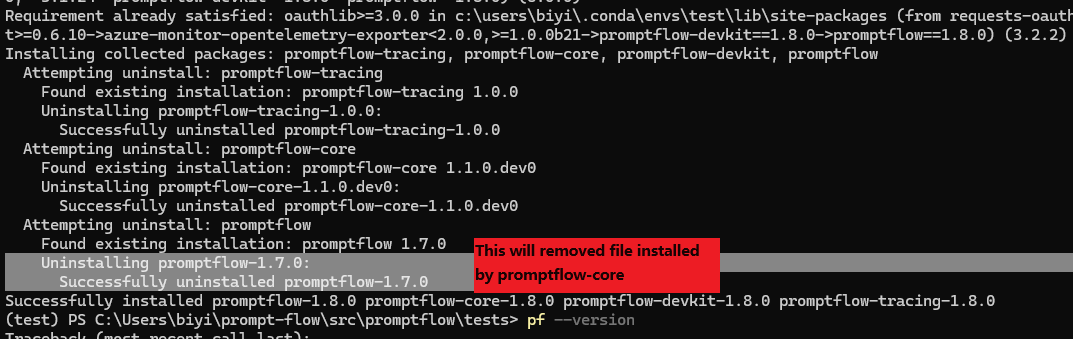 Requirement already satisfied: oauthlib>=3.0.0 in c:\users\biyi\.conda\envs\test\lib\site-packages (from requests-oauth
t>=0.6.10->azure-monitor-opentelemetry-exporter<2.0.0,>=1.0.0b21->promptflow-devkit==1.8.0->promptflow==1.8.0) (3.2.2)
Installing collected packages: promptflow-tracing, promptflow-core, promptflow-devkit, promptflow
Attempting uninstall: promptflow-tracing
Found existing installation: promptflow-tracing 1.0.0
Uninstalling promptflow-tracing-1.0.0:
Successfully uninstalled promptflow-tracing-1.0.0
Attempting uninstall: promptflow-core
Found existing installation: promptflow-core 1.1.0.dev0
Uninstalling promptflow-core-1.1.0.dev0:
Successfully uninstalled promptflow-core-1.1.0.dev0
Attempting uninstall: promptflow
Found existing installation: promptflow 1.7.0
Uninstalling promptflow-1.7.0:
Successfully uninstalled promptflow-1.7.0
This will removed file installed
by promptflow-core
Successfully installed promptflow-1.8.0 promptflow-core-1.8.0 promptflow-devkit-1.8.0 promptflow-tracing-1.8.0
(test) PS C:\Users\biyi\prompt-flow\src\promptflow\tests> pf --version
Traceback (most recent call last):